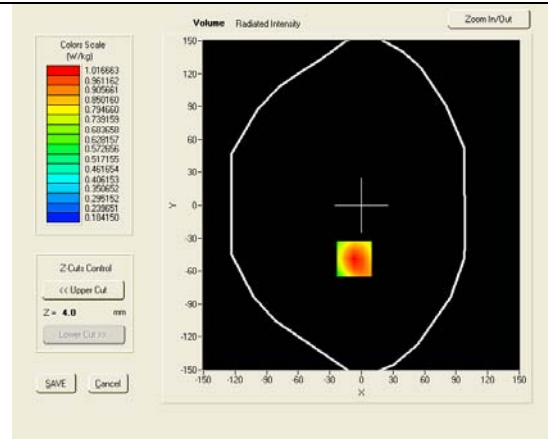 Volume Radiated Intensity
Zoom In/Out
Colors Scale
(W/kg)
1.016663
0.961162
0.905661
0.850160
0.794660
0.739159
0.683658
0.628157
0.572656
0.517155
0.461654
0.406153
0.350652
0.295152
0.239651
0.184150
Z-Cuts Control
<< Upper Cut
Z = 4.0 mm
Lower Cut >>
SAVE Cancel
150
120
90
60
30
0
-30
-60
-90
-120
-150
Y
-150 -120 -90 -60 -30 0 30 60 90 120 150
X